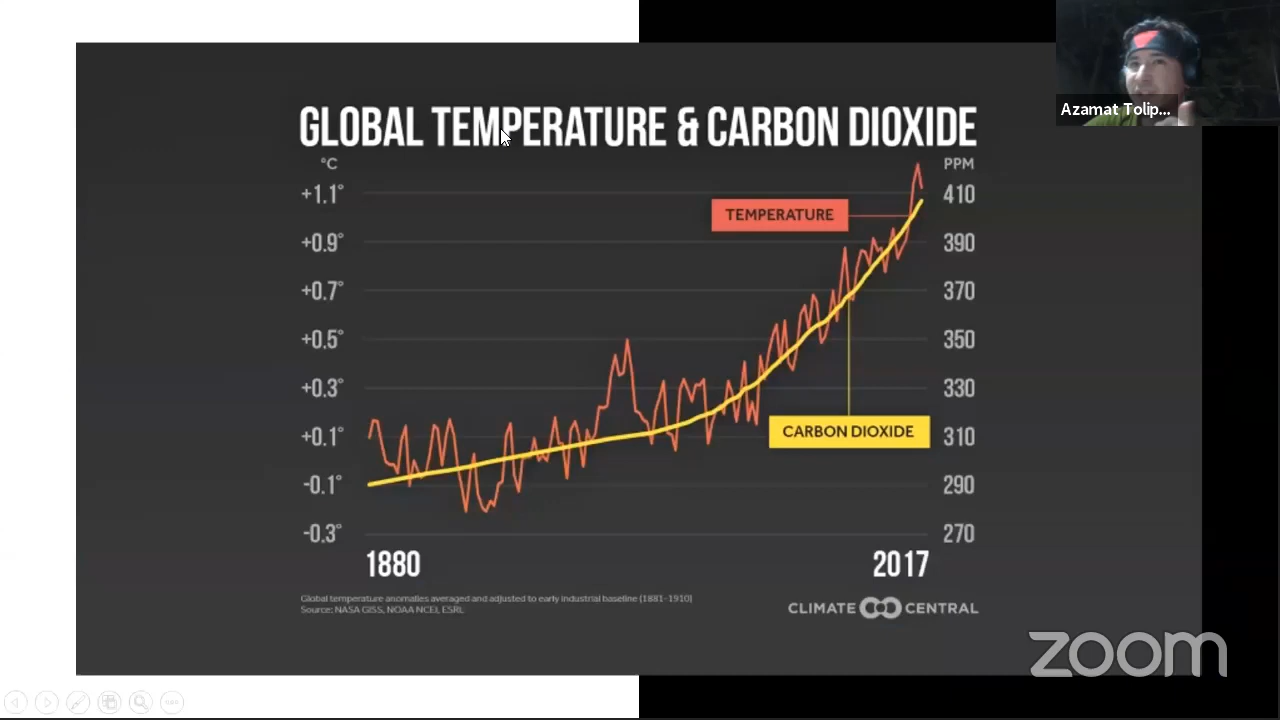 Azamat Tolip...
GLOBAL TEMPERATURE & CARBON DIOXIDE
°C
PPM
+1.1°
410
+0.9°
390
+0.7°
370
+0.5°
350
+0.3°
330
+0.1°
310
-0.1°
290
-0.3°
270
TEMPERATURE
CARBON DIOXIDE
1880
2017
Global temperature anomalies averaged and adjusted to early industrial baseline (1881-1910)
Source: NASA GISS, NOAA NCEI, ESRL
CLIMATE CENTRAL
zoom